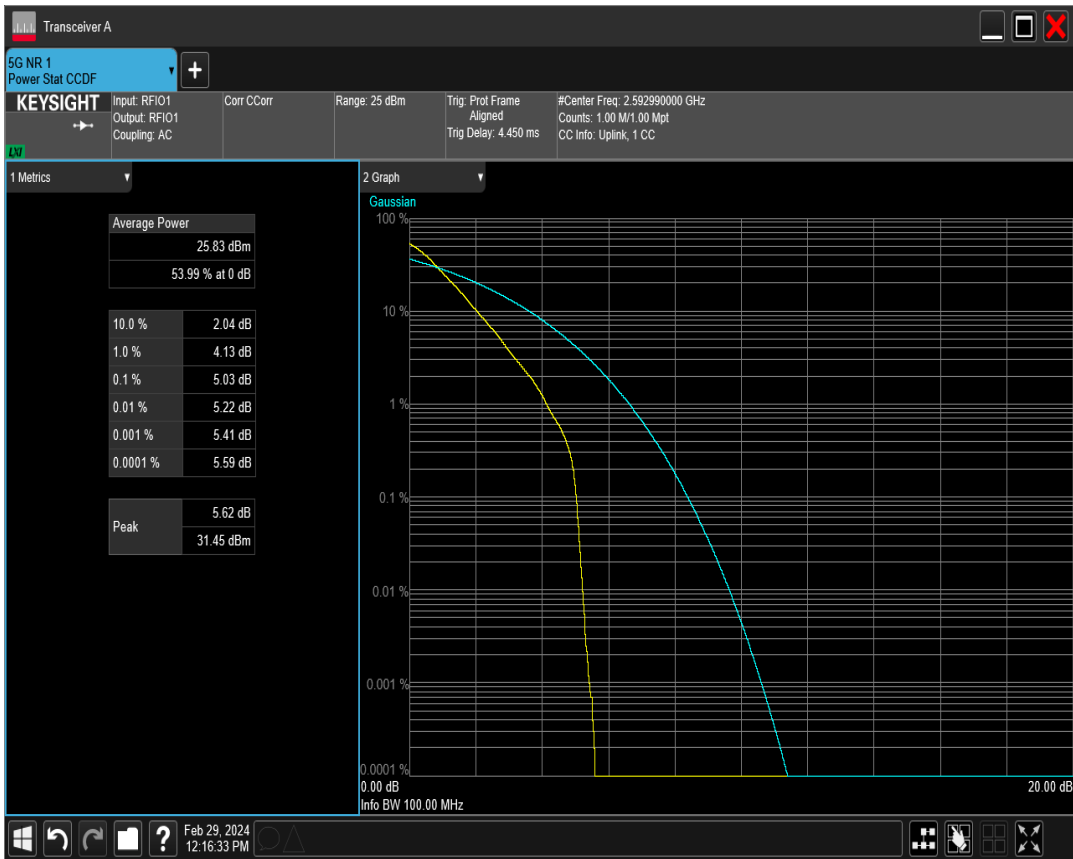 Transceiver A
5G NR 1
Power Stat CCDF
+
KEYSIGHT
LXI
Input: RFIO1
Output: RFIO1
Coupling: AC
Corr CCorr
Range: 25 dBm
Trig: Prot Frame
Aligned
Trig Delay: 4.450 ms
#Center Freq: 2.592990000 GHz
Counts: 1.00 M/1.00 Mpt
CC Info: Uplink, 1 CC
1 Metrics
Average Power
25.83 dBm
53.99 % at 0 dB
10.0 % 2.04 dB
1.0 % 4.13 dB
0.1 % 5.03 dB
0.01 % 5.22 dB
0.001 % 5.41 dB
0.0001 % 5.59 dB
Peak
5.62 dB
31.45 dBm
2 Graph
Gaussian
100 %
10 %
1 %
0.1 %
0.01 %
0.001 %
0.0001 %
0.00 dB 20.00 dB
Info BW 100.00 MHz
?
Feb 29, 2024
12:16:33 PM